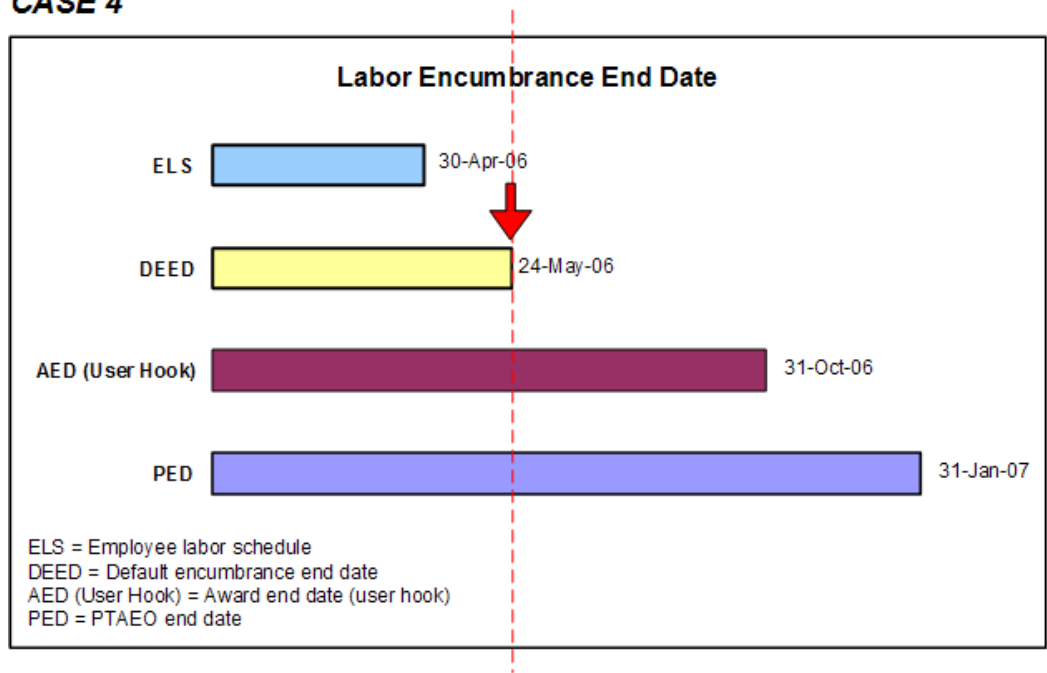 CASE 4
Labor Encumbrance End Date
ELS 30-Apr-06
DEED 24-May-06
AED (User Hook) 31-Oct-06
PED 31-Jan-07
ELS = Employee labor schedule
DEED = Default encumbrance end date
AED (User Hook) = Award end date (user hook)
PED = PTAEO end date